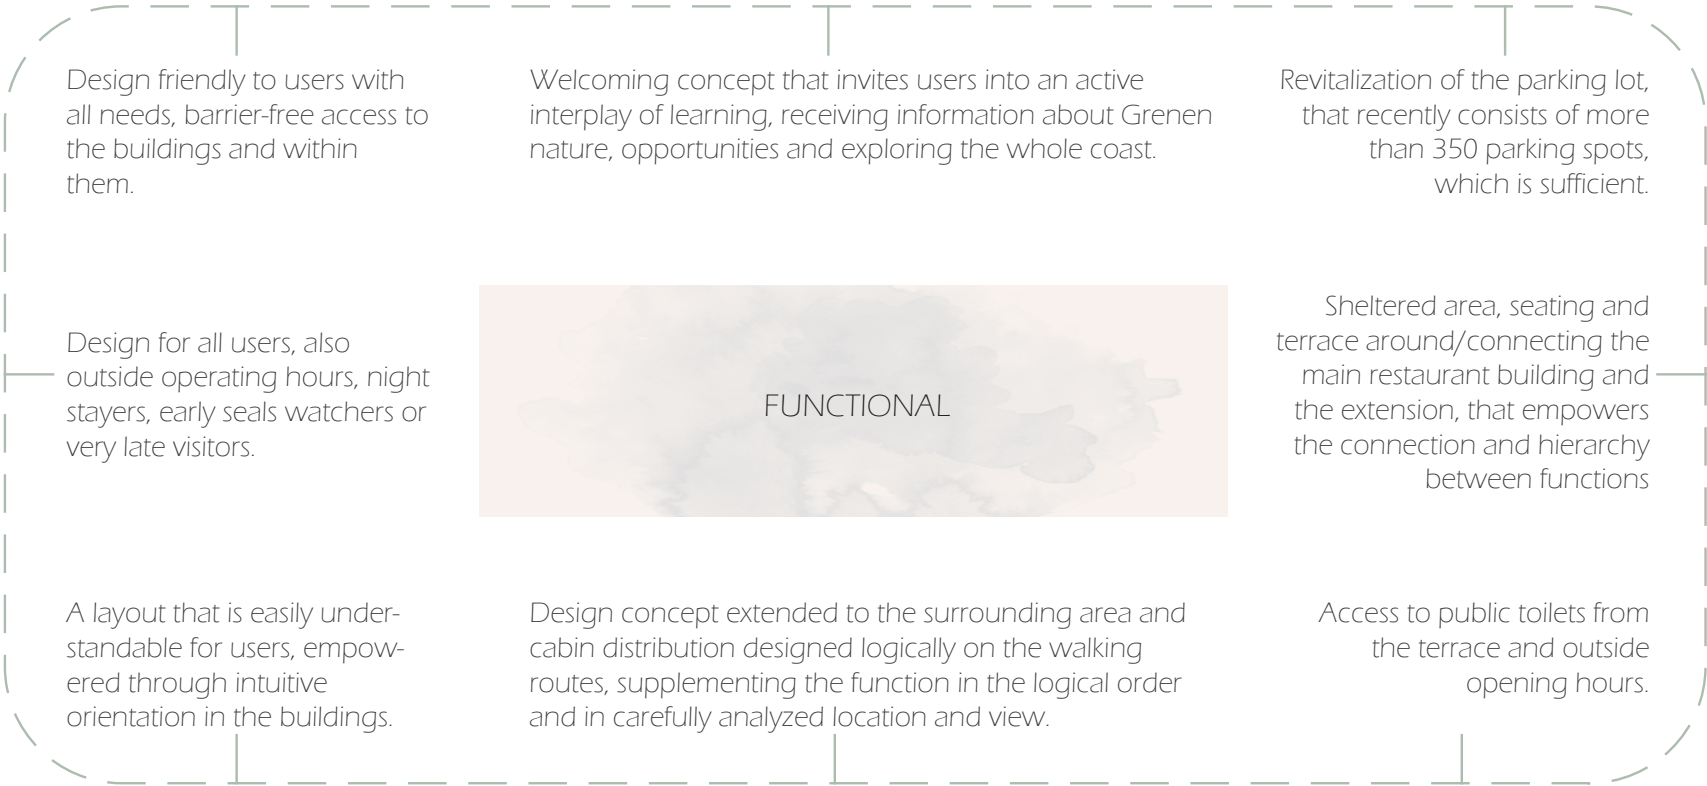 Design friendly to users with
all needs, barrier-free access to
the buildings and within
them.
Welcoming concept that invites users into an active
interplay of learning, receiving information about Grenen
nature, opportunities and exploring the whole coast.
Revitalization of the parking lot,
that recently consists of more
than 350 parking spots,
which is sufficient.
Design for all users, also
outside operating hours, night
stayers, early seals watchers or
very late visitors.
FUNCTIONAL
Sheltered area, seating and
terrace around/connecting the
main restaurant building and
the extension, that empowers
the connection and hierarchy
between functions
A layout that is easily under-
standable for users, empow-
ered through intuitive
orientation in the buildings.
Design concept extended to the surrounding area and
cabin distribution designed logically on the walking
routes, supplementing the function in the logical order
and in carefully analyzed location and view.
Access to public toilets from
the terrace and outside
opening hours.